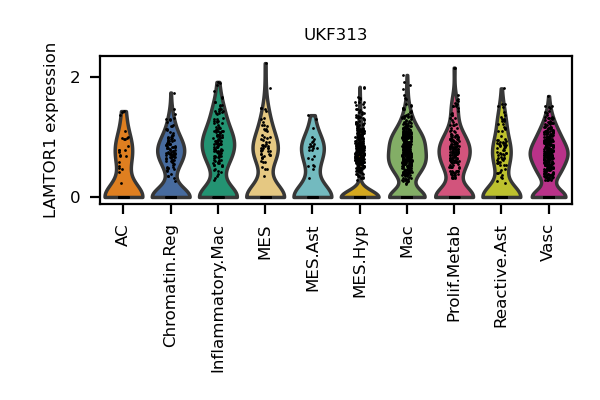 UKF313
LAMTOR1 expression
2
0
AC
Chromatin.Reg
Inflammatory.Mac
MES
MES.Ast
MES.Hyp
Mac
Prolif.Metab
Reactive.Ast
Vasc